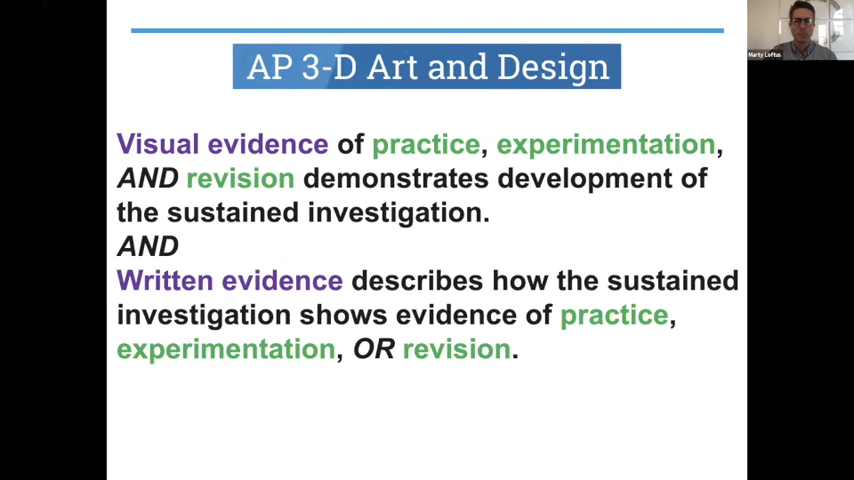 AP 3-D Art and Design
Marty Loftus
Visual evidence of practice, experimentation,
AND revision demonstrates development of
the sustained investigation.
AND
Written evidence describes how the sustained
investigation shows evidence of practice,
experimentation, OR revision.